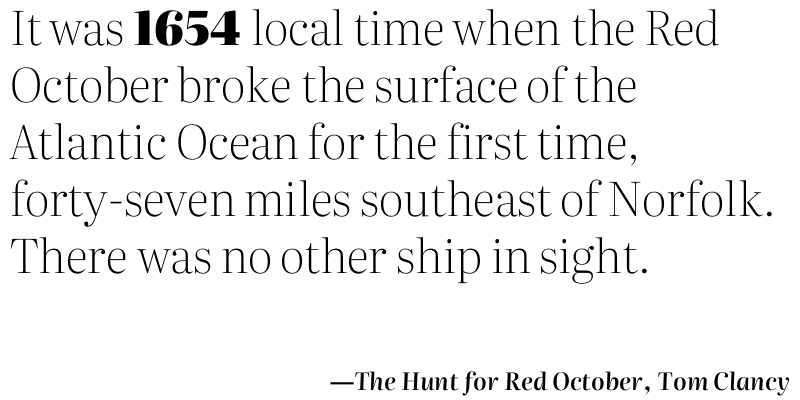 It was 1654 local time when the Red
October broke the surface of the
Atlantic Ocean for the first time,
forty-seven miles southeast of Norfolk.
There was no other ship in sight.
—The Hunt for Red October, Tom Clancy